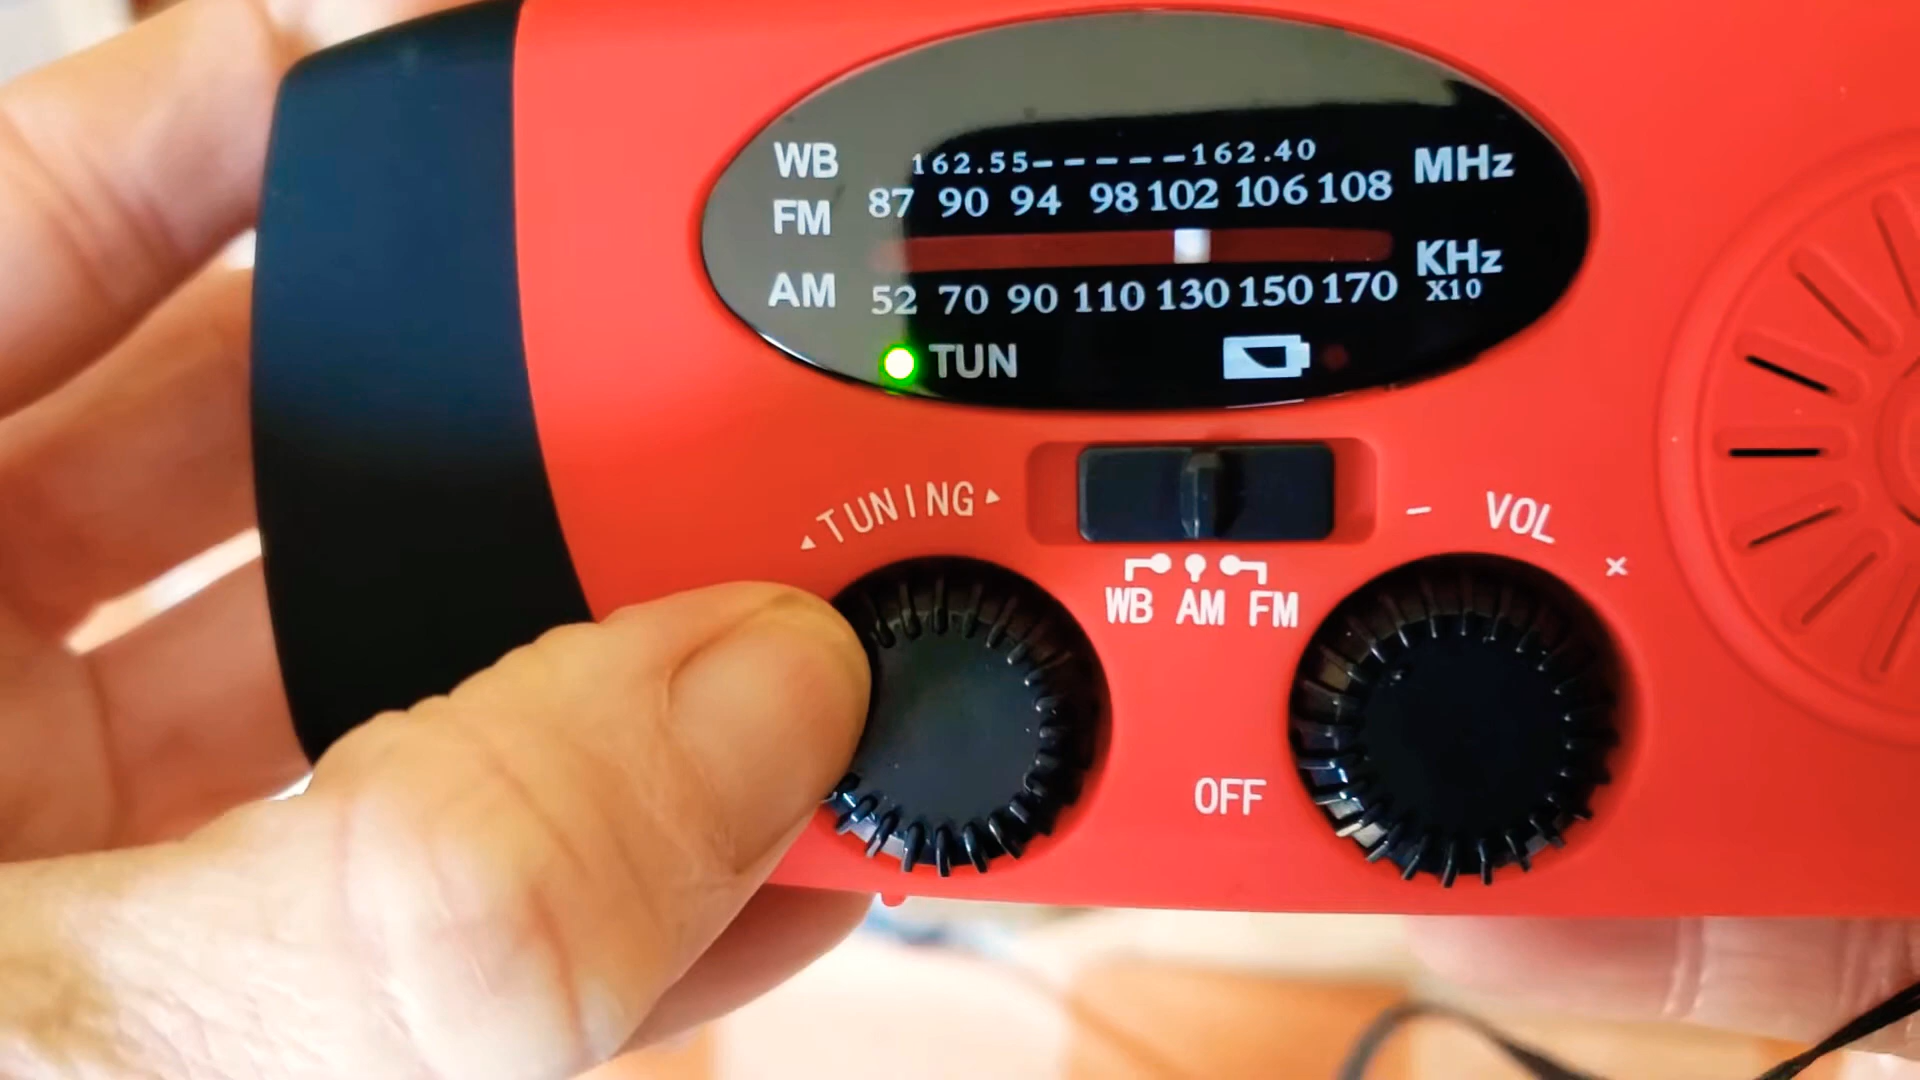 WB 162.55-----162.40 MHz
FM 87 90 94 98 102 106 108
KHz
AM 52 70 90 110 130 150 170 X10
TUN
TUNING
- VOL +
WB AM FM
OFF